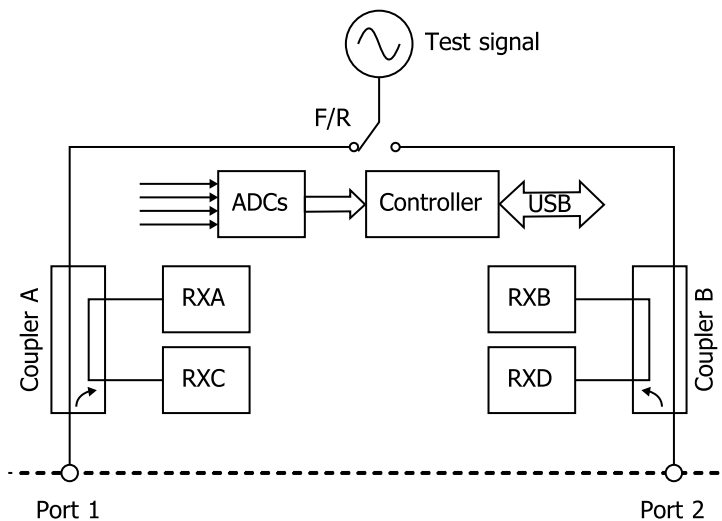 Test signal
F/R
ADCs
Controller
USB
Coupler A
RXA
RXB
Coupler B
RXC
RXD
Port 1
Port 2